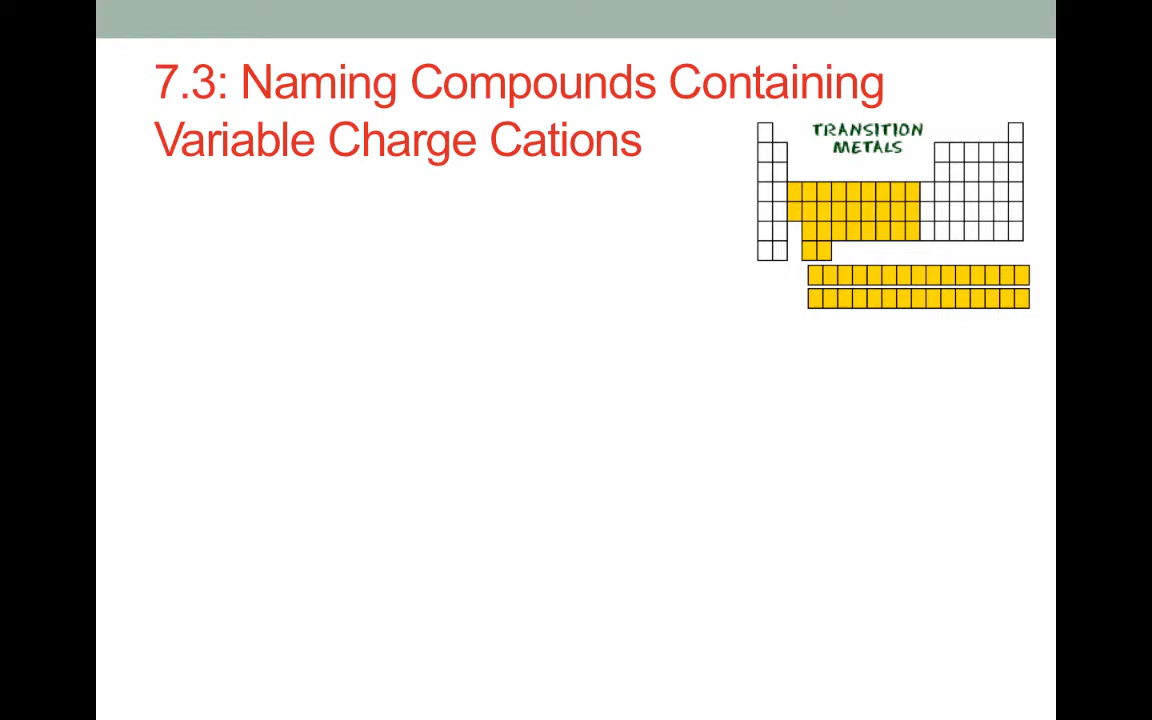 7.3: Naming Compounds Containing
Variable Charge Cations
TRANSITION
METALS